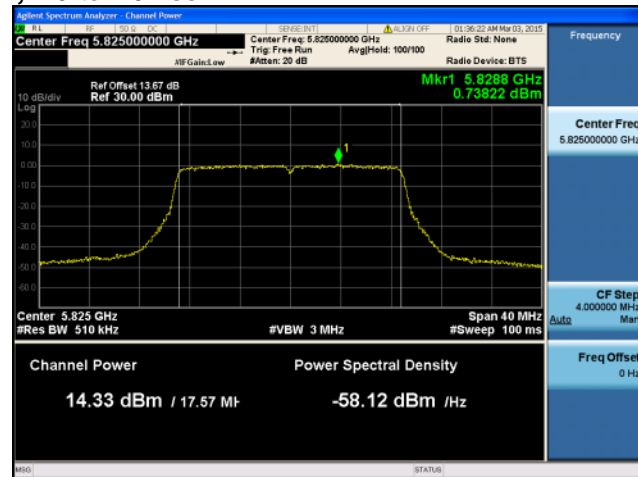 Agilent Spectrum Analyzer - Channel Power
RL RF 50 Ω DC SENSE:INT ALIGN OFF 01:36:22 AM Mar 03, 2015
Center Freq 5.825000000 GHz
Center Freq: 5.825000000 GHz
Radio Std: None
Trig: Free Run Avg|Hold: 100/100
#IFGain:Low #Atten: 20 dB Radio Device: BTS
Frequency
Mkr1 5.8288 GHz
0.73822 dBm
Ref Offset 13.67 dB
10 dB/div Ref 30.00 dBm
Log
20.0
10.0
0.00
-10.0
-20.0
-30.0
-40.0
-50.0
-60.0
1
Center Freq
5.825000000 GHz
Center 5.825 GHz Span 40 MHz
#Res BW 510 kHz #VBW 3 MHz #Sweep 100 ms
CF Step
4.000000 MHz
Auto Man
Channel Power Power Spectral Density
14.33 dBm / 17.57 MH -58.12 dBm /Hz
Freq Offset
0 Hz
MSG STATUS